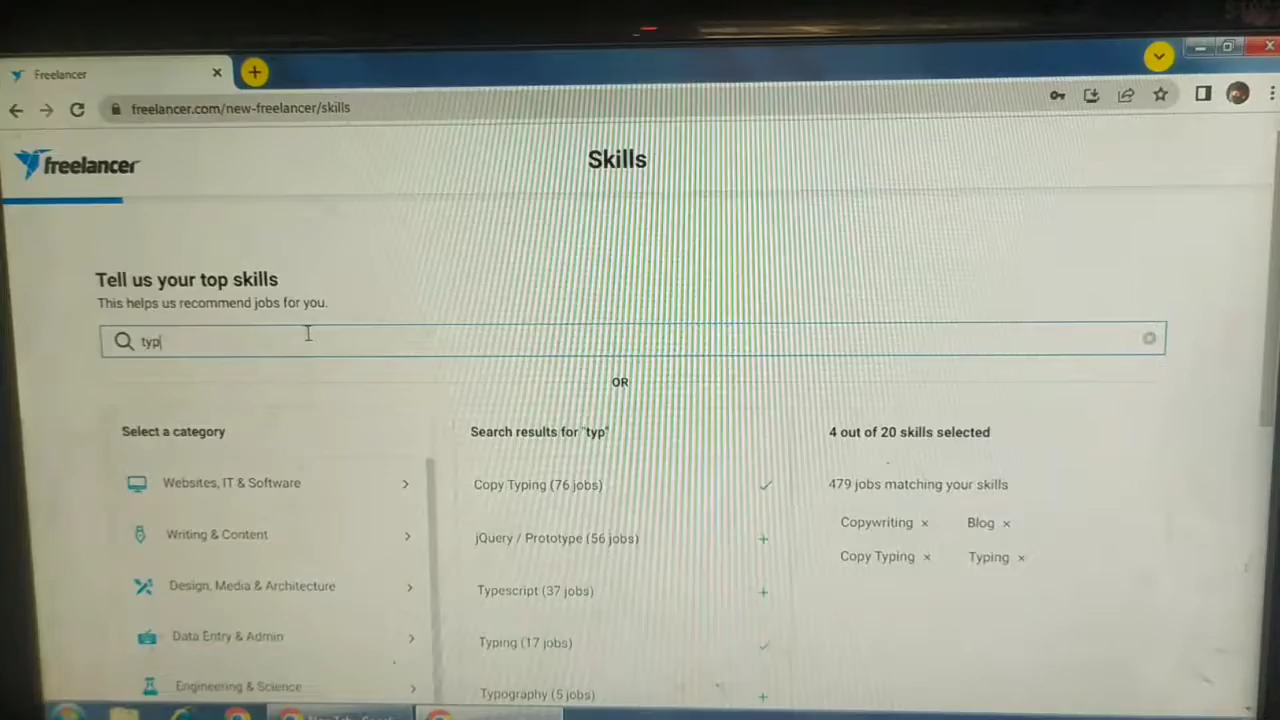 Freelancer
freelancer.com/new-freelancer/skills
freelancer
Skills
Tell us your top skills
This helps us recommend jobs for you.
typ
OR
Select a category
Websites, IT & Software
Writing & Content
Design, Media & Architecture
Data Entry & Admin
Engineering & Science
Search results for "typ"
Copy Typing (76 jobs)
jQuery / Prototype (56 jobs)
Typescript (37 jobs)
Typing (17 jobs)
Typography (5 jobs)
4 out of 20 skills selected
479 jobs matching your skills
Copywriting × Blog ×
Copy Typing × Typing ×